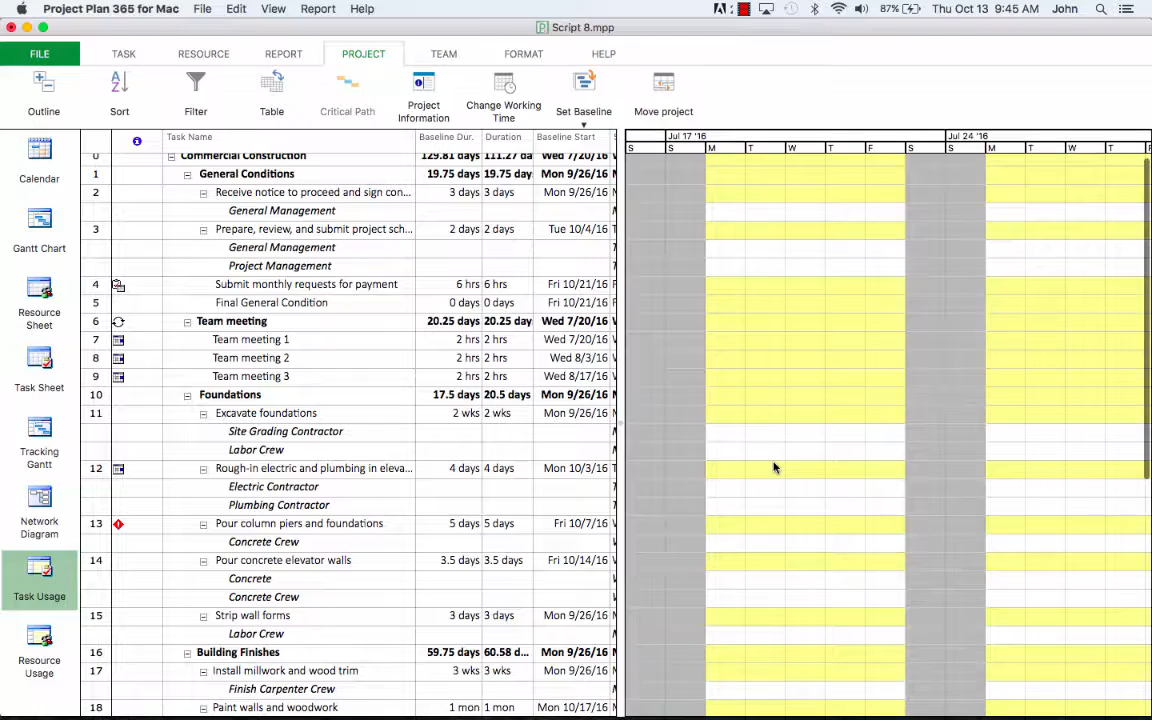 Project Plan 365 for Mac File Edit View Report Help 87% Thu Oct 13 9:45 AM John
Script 8.mpp
FILE TASK RESOURCE REPORT PROJECT TEAM FORMAT HELP
Outline Sort Filter Table Critical Path Project Information Change Working Time Set Baseline Move project
Task Name Baseline Dur. Duration Baseline Start Jul 17 '16 Jul 24 '16
S S M T W T F S S M T W T F
0 Commercial Construction 129.81 days 111.27 da Wed 7/20/16
1 General Conditions 19.75 days 19.75 day Mon 9/26/16
2 Receive notice to proceed and sign con... 3 days 3 days Mon 9/26/16
General Management
3 Prepare, review, and submit project sch... 2 days 2 days Tue 10/4/16
General Management
Project Management
4 Submit monthly requests for payment 6 hrs 6 hrs Fri 10/21/16
5 Final General Condition 0 days 0 days Fri 10/21/16
6 Team meeting 20.25 days 20.25 day Wed 7/20/16
7 Team meeting 1 2 hrs 2 hrs Wed 7/20/16
8 Team meeting 2 2 hrs 2 hrs Wed 8/3/16
9 Team meeting 3 2 hrs 2 hrs Wed 8/17/16
10 Foundations 17.5 days 20.5 days Mon 9/26/16
11 Excavate foundations 2 wks 2 wks Mon 9/26/16
Site Grading Contractor
Labor Crew
12 Rough-in electric and plumbing in eleva... 4 days 4 days Mon 10/3/16
Electric Contractor
Plumbing Contractor
13 Pour column piers and foundations 5 days 5 days Fri 10/7/16
Concrete Crew
14 Pour concrete elevator walls 3.5 days 3.5 days Fri 10/14/16
Concrete
Concrete Crew
15 Strip wall forms 3 days 3 days Mon 9/26/16
Labor Crew
16 Building Finishes 59.75 days 60.58 d... Mon 9/26/16
17 Install millwork and wood trim 3 wks 3 wks Mon 9/26/16
Finish Carpenter Crew
18 Paint walls and woodwork 1 mon 1 mon Mon 10/17/16
Calendar
Gantt Chart
Resource Sheet
Task Sheet
Tracking Gantt
Network Diagram
Task Usage
Resource Usage